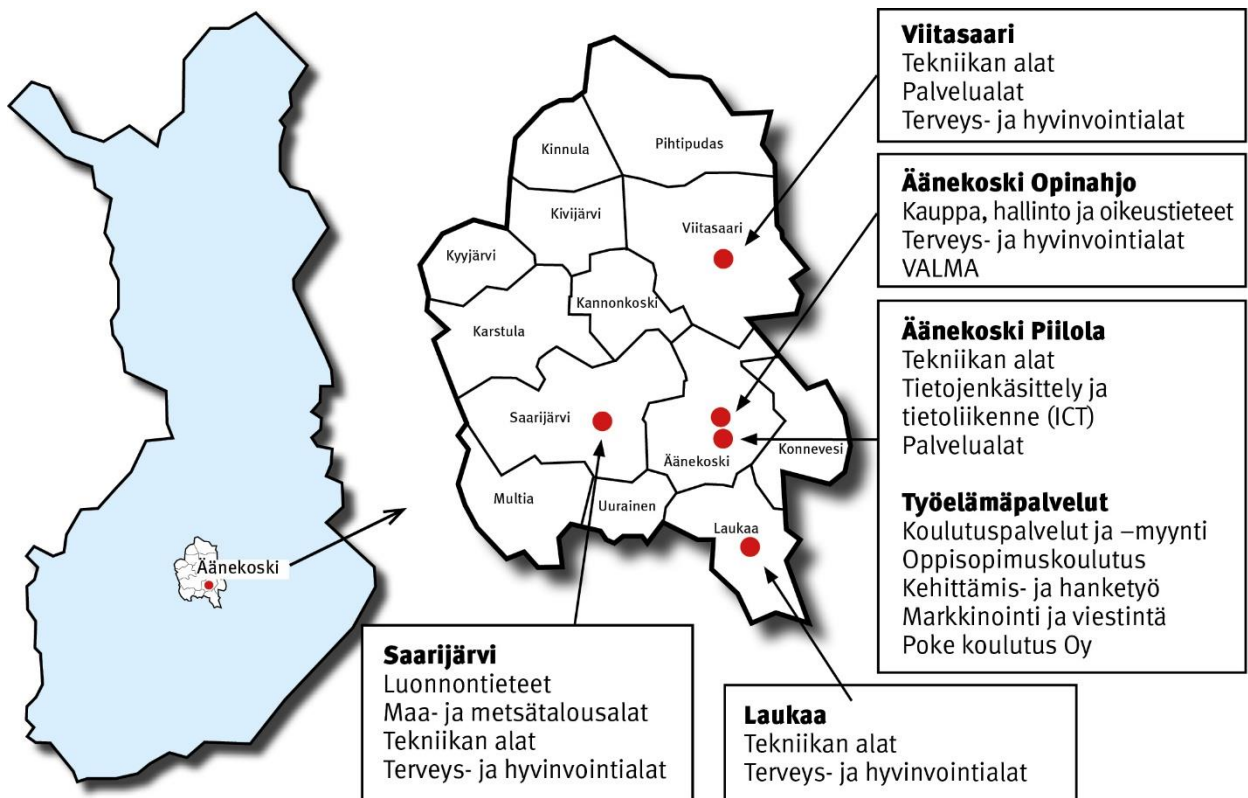 Äänekoski
Kinnula
Pihtipudas
Kivijärvi
Viitasaari
Kyyjärvi
Kannonkoski
Karstula
Saarijärvi
Äänekoski
Konnevesi
Multia
Uurainen
Laukaa
Viitasaari
Tekniikan alat
Palvelualat
Terveys- ja hyvinvointialat
Äänekoski Opinahjo
Kauppa, hallinto ja oikeustieteet
Terveys- ja hyvinvointialat
VALMA
Äänekoski Piilola
Tekniikan alat
Tietojenkäsittely ja
tietoliikenne (ICT)
Palvelualat
Työelämäpalvelut
Koulutuspalvelut ja –myynti
Oppisopimuskoulutus
Kehittämis- ja hanketyö
Markkinointi ja viestintä
Poke koulutus Oy
Saarijärvi
Luonnontieteet
Maa- ja metsätalousalat
Tekniikan alat
Terveys- ja hyvinvointialat
Laukaa
Tekniikan alat
Terveys- ja hyvinvointialat